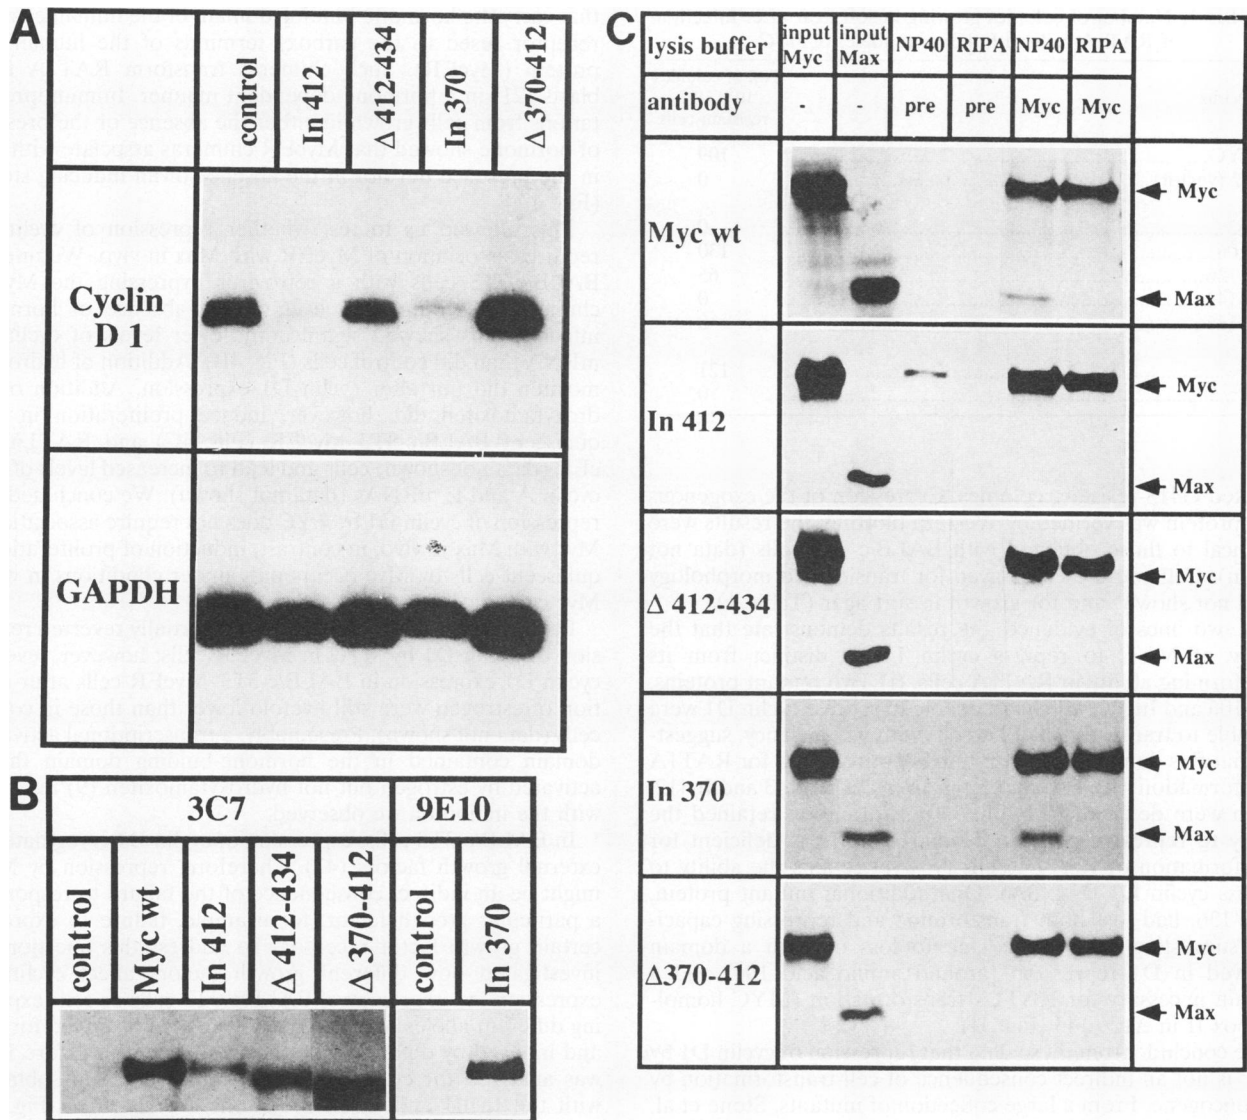 A
control
In 412
Δ 412-434
In 370
Δ 370-412
Cyclin
D1
GAPDH
B
3C7
9E10
control
Myc wt
In 412
Δ 412-434
Δ 370-412
control
In 370
C
lysis buffer
input
Myc
input
Max
NP40
RIPA
NP40
RIPA
antibody
-
-
pre
pre
Myc
Myc
Myc wt
Myc
Max
In 412
Myc
Max
Δ 412-434
Myc
Max
In 370
Myc
Max
Δ370-412
Myc
Max